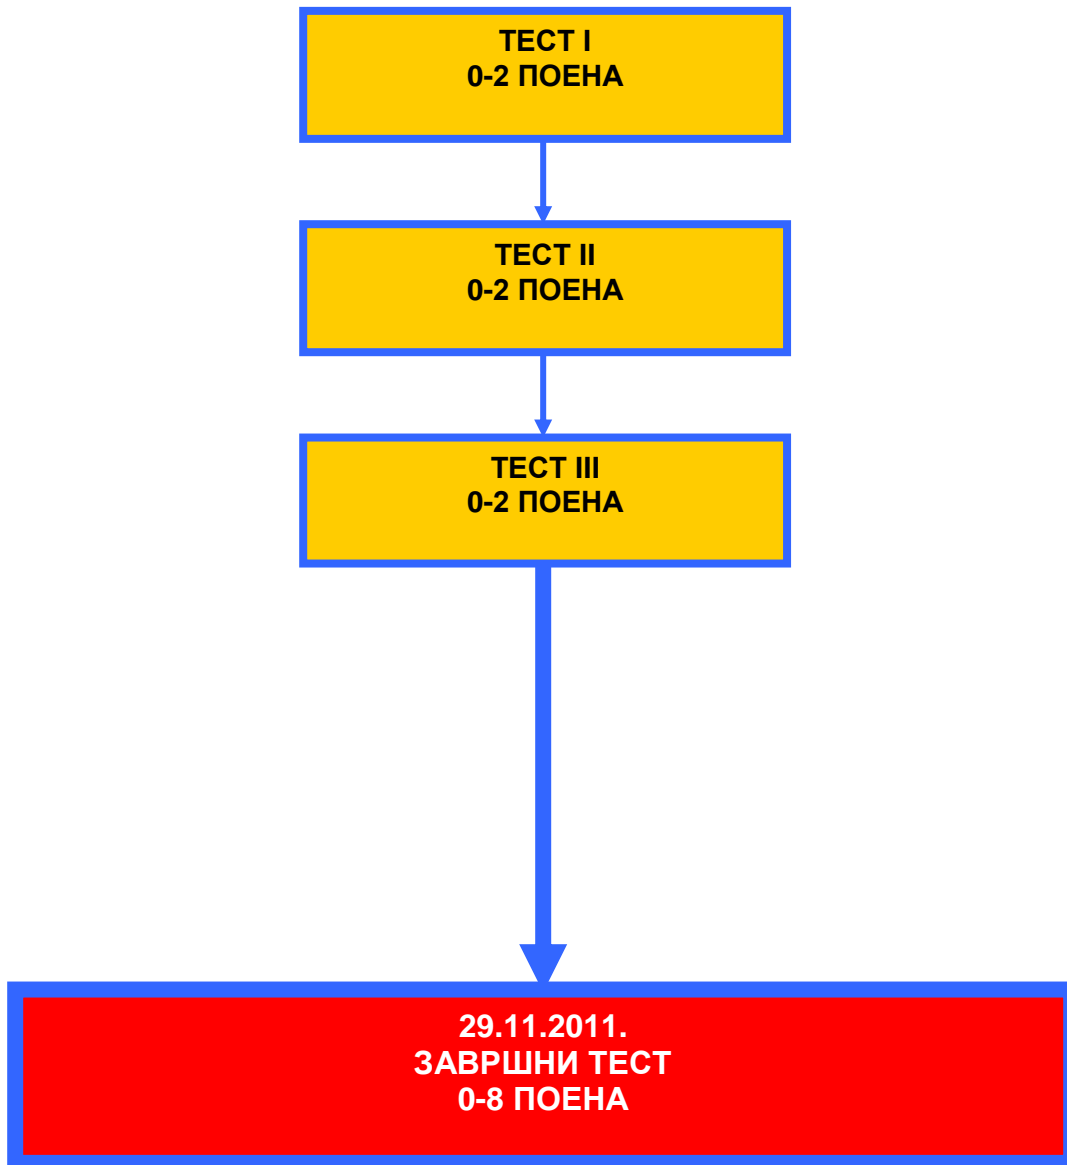 ТЕСТ I
0-2 ПОЕНА
ТЕСТ II
0-2 ПОЕНА
ТЕСТ III
0-2 ПОЕНА
29.11.2011.
ЗАВРШНИ ТЕСТ
0-8 ПОЕНА